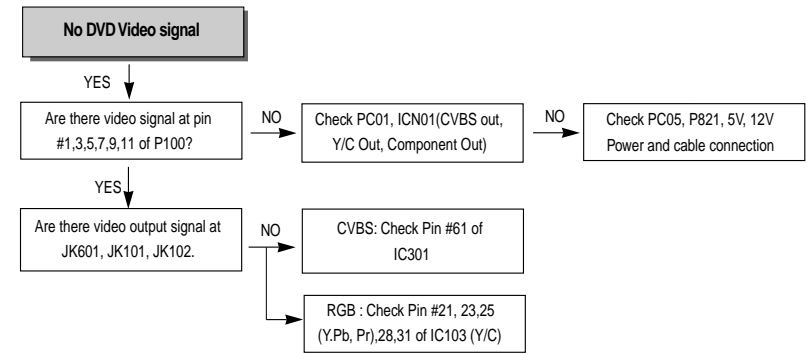 No DVD Video signal
YES
Are there video signal at pin
#1,3,5,7,9,11 of P100?
NO
Check PC01, ICN01(CVBS out,
Y/C Out, Component Out)
NO
Check PC05, P821, 5V, 12V
Power and cable connection
YES
Are there video output signal at
JK601, JK101, JK102.
NO
CVBS: Check Pin #61 of
IC301
RGB : Check Pin #21, 23,25
(Y.Pb, Pr),28,31 of IC103 (Y/C)